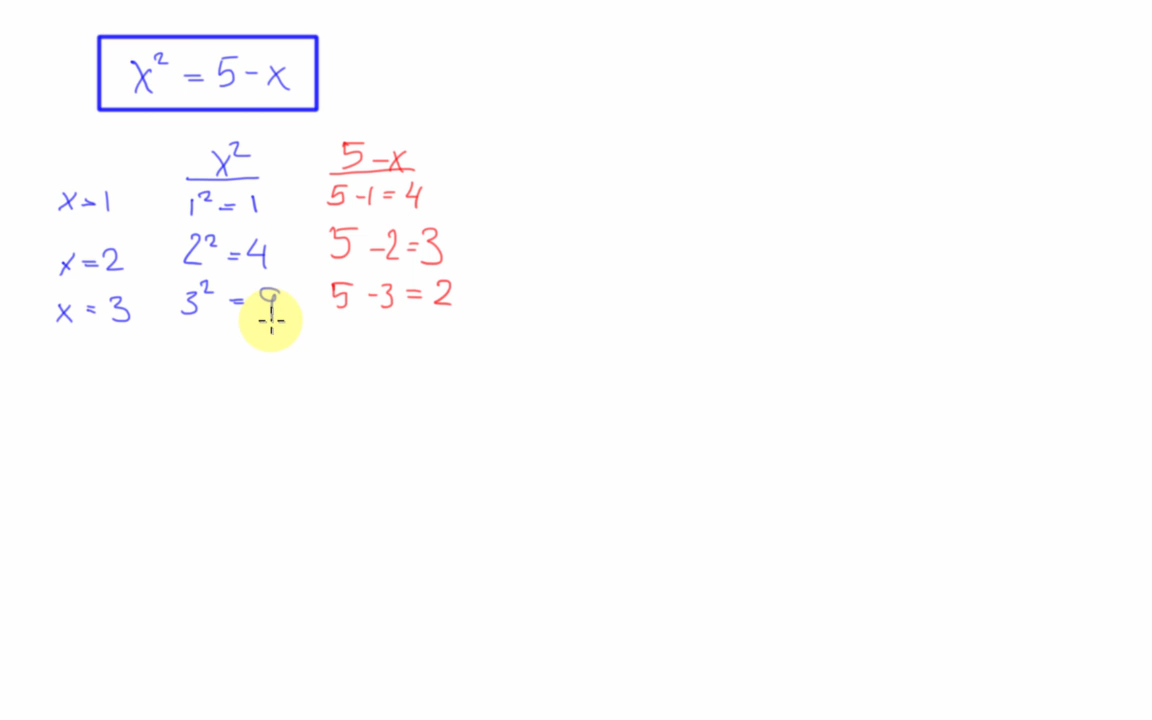 x² = 5 - x
x² 5 - x
x = 1 1² = 1 5 - 1 = 4
x = 2 2² = 4 5 - 2 = 3
x = 3 3² = 9 5 - 3 = 2